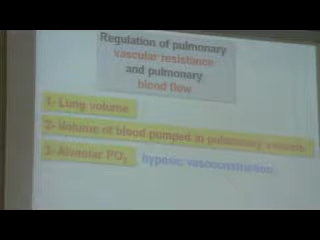 Regulation of pulmonary
vascular resistance
and pulmonary
blood flow
1- Lung volume
2- Volume of blood pumped in pulmonary vessels
3- Alveolar PO2 hypoxic vasoconstriction